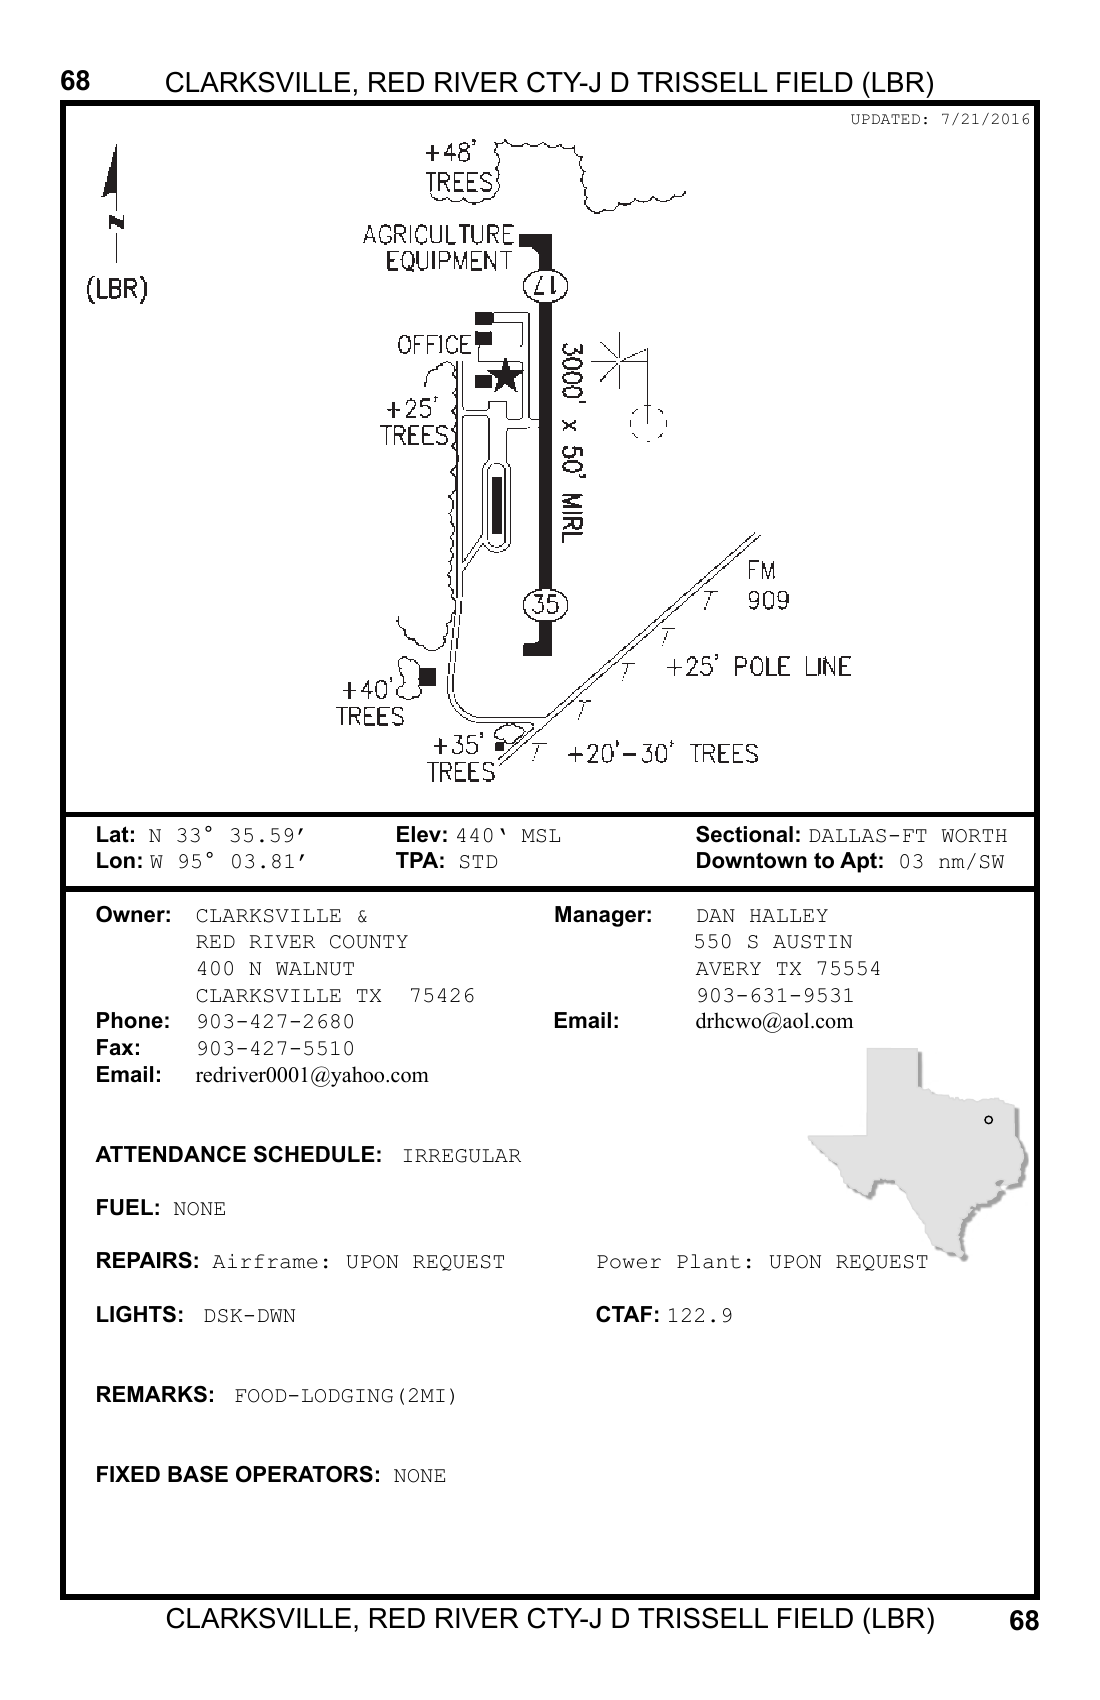 68 CLARKSVILLE, RED RIVER CTY-J D TRISSELL FIELD (LBR)
UPDATED: 7/21/2016
+48'
TREES
N
(LBR)
AGRICULTURE
EQUIPMENT
17
OFFICE
3000' x 50' MIRL
+25'
TREES
35
FM
909
+25' POLE LINE
+40'
TREES
+35'
TREES
+20'-30' TREES
Lat: N 33° 35.59’ Elev: 440‘ MSL Sectional: DALLAS-FT WORTH
Lon: W 95° 03.81’ TPA: STD Downtown to Apt: 03 nm/SW
Owner: CLARKSVILLE & Manager: DAN HALLEY
RED RIVER COUNTY 550 S AUSTIN
400 N WALNUT AVERY TX 75554
CLARKSVILLE TX 75426 903-631-9531
Phone: 903-427-2680 Email: drhcwo@aol.com
Fax: 903-427-5510
Email: redriver0001@yahoo.com
ATTENDANCE SCHEDULE: IRREGULAR
FUEL: NONE
REPAIRS: Airframe: UPON REQUEST Power Plant: UPON REQUEST
LIGHTS: DSK-DWN CTAF: 122.9
REMARKS: FOOD-LODGING(2MI)
FIXED BASE OPERATORS: NONE
CLARKSVILLE, RED RIVER CTY-J D TRISSELL FIELD (LBR) 68